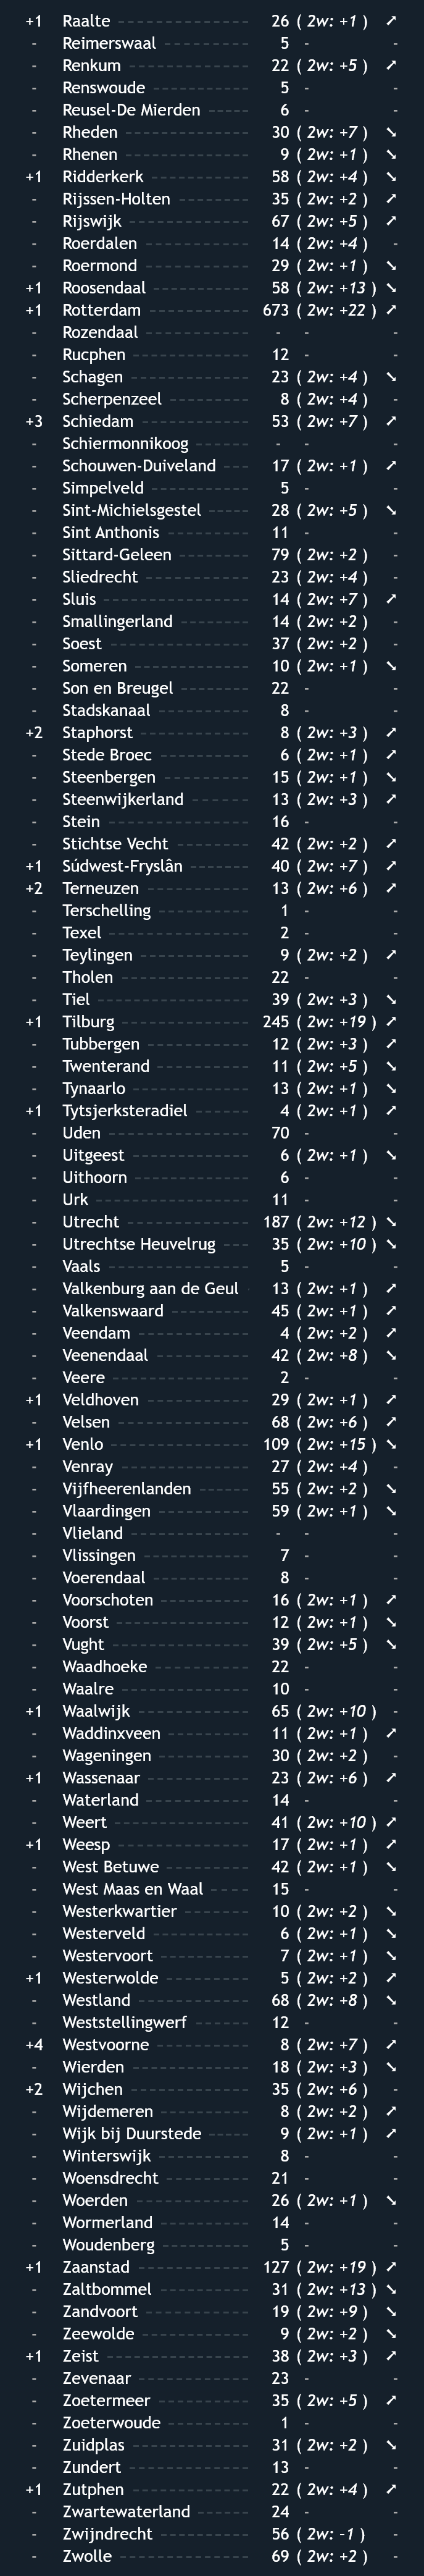 +1 Raalte 26 ( 2w: +1 ) ➚
- Reimerswaal 5 - -
- Renkum 22 ( 2w: +5 ) ➚
- Renswoude 5 - -
- Reusel-De Mierden 6 - -
- Rheden 30 ( 2w: +7 ) ➘
- Rhenen 9 ( 2w: +1 ) ➘
+1 Ridderkerk 58 ( 2w: +4 ) ➘
- Rijssen-Holten 35 ( 2w: +2 ) ➚
- Rijswijk 67 ( 2w: +5 ) ➚
- Roerdalen 14 ( 2w: +4 ) -
- Roermond 29 ( 2w: +1 ) ➘
+1 Roosendaal 58 ( 2w: +13 ) ➘
+1 Rotterdam 673 ( 2w: +22 ) ➚
- Rozendaal - - -
- Rucphen 12 - -
- Schagen 23 ( 2w: +4 ) ➘
- Scherpenzeel 8 ( 2w: +4 ) -
+3 Schiedam 53 ( 2w: +7 ) ➚
- Schiermonnikoog - - -
- Schouwen-Duiveland 17 ( 2w: +1 ) ➚
- Simpelveld 5 - -
- Sint-Michielsgestel 28 ( 2w: +5 ) ➘
- Sint Anthonis 11 - -
- Sittard-Geleen 79 ( 2w: +2 ) -
- Sliedrecht 23 ( 2w: +4 ) -
- Sluis 14 ( 2w: +7 ) ➚
- Smallingerland 14 ( 2w: +2 ) -
- Soest 37 ( 2w: +2 ) -
- Someren 10 ( 2w: +1 ) ➘
- Son en Breugel 22 - -
- Stadskanaal 8 - -
+2 Staphorst 8 ( 2w: +3 ) ➚
- Stede Broec 6 ( 2w: +1 ) ➚
- Steenbergen 15 ( 2w: +1 ) ➘
- Steenwijkerland 13 ( 2w: +3 ) ➚
- Stein 16 - -
- Stichtse Vecht 42 ( 2w: +2 ) ➚
+1 Súdwest-Fryslân 40 ( 2w: +7 ) ➚
+2 Terneuzen 13 ( 2w: +6 ) ➚
- Terschelling 1 - -
- Texel 2 - -
- Teylingen 9 ( 2w: +2 ) ➚
- Tholen 22 - -
- Tiel 39 ( 2w: +3 ) ➘
+1 Tilburg 245 ( 2w: +19 ) ➚
- Tubbergen 12 ( 2w: +3 ) ➚
- Twenterand 11 ( 2w: +5 ) ➘
- Tynaarlo 13 ( 2w: +1 ) ➘
+1 Tytsjerksteradiel 4 ( 2w: +1 ) ➚
- Uden 70 - -
- Uitgeest 6 ( 2w: +1 ) ➘
- Uithoorn 6 - -
- Urk 11 - -
- Utrecht 187 ( 2w: +12 ) ➘
- Utrechtse Heuvelrug 35 ( 2w: +10 ) ➘
- Vaals 5 - -
- Valkenburg aan de Geul 13 ( 2w: +1 ) ➚
- Valkenswaard 45 ( 2w: +1 ) ➚
- Veendam 4 ( 2w: +2 ) ➚
- Veenendaal 42 ( 2w: +8 ) ➘
- Veere 2 - -
+1 Veldhoven 29 ( 2w: +1 ) ➚
- Velsen 68 ( 2w: +6 ) ➚
+1 Venlo 109 ( 2w: +15 ) ➘
- Venray 27 ( 2w: +4 ) -
- Vijfheerenlanden 55 ( 2w: +2 ) ➘
- Vlaardingen 59 ( 2w: +1 ) ➘
- Vlieland - - -
- Vlissingen 7 - -
- Voerendaal 8 - -
- Voorschoten 16 ( 2w: +1 ) ➚
- Voorst 12 ( 2w: +1 ) ➘
- Vught 39 ( 2w: +5 ) ➘
- Waadhoeke 22 - -
- Waalre 10 - -
+1 Waalwijk 65 ( 2w: +10 ) -
- Waddinxveen 11 ( 2w: +1 ) ➚
- Wageningen 30 ( 2w: +2 ) -
+1 Wassenaar 23 ( 2w: +6 ) ➚
- Waterland 14 - -
- Weert 41 ( 2w: +10 ) ➚
+1 Weesp 17 ( 2w: +1 ) ➚
- West Betuwe 42 ( 2w: +1 ) ➘
- West Maas en Waal 15 - -
- Westerkwartier 10 ( 2w: +2 ) ➘
- Westerveld 6 ( 2w: +1 ) ➘
- Westervoort 7 ( 2w: +1 ) ➘
+1 Westerwolde 5 ( 2w: +2 ) ➚
- Westland 68 ( 2w: +8 ) ➘
- Weststellingwerf 12 - -
+4 Westvoorne 8 ( 2w: +7 ) ➚
- Wierden 18 ( 2w: +3 ) ➘
+2 Wijchen 35 ( 2w: +6 ) -
- Wijdemeren 8 ( 2w: +2 ) ➚
- Wijk bij Duurstede 9 ( 2w: +1 ) ➚
- Winterswijk 8 - -
- Woensdrecht 21 - -
- Woerden 26 ( 2w: +1 ) ➘
- Wormerland 14 - -
- Woudenberg 5 - -
+1 Zaanstad 127 ( 2w: +19 ) ➚
- Zaltbommel 31 ( 2w: +13 ) ➘
- Zandvoort 19 ( 2w: +9 ) ➘
- Zeewolde 9 ( 2w: +2 ) ➘
+1 Zeist 38 ( 2w: +3 ) ➚
- Zevenaar 23 - -
- Zoetermeer 35 ( 2w: +5 ) ➚
- Zoeterwoude 1 - -
- Zuidplas 31 ( 2w: +2 ) ➘
- Zundert 13 - -
+1 Zutphen 22 ( 2w: +4 ) ➚
- Zwartewaterland 24 - -
- Zwijndrecht 56 ( 2w: -1 ) -
- Zwolle 69 ( 2w: +2 ) -